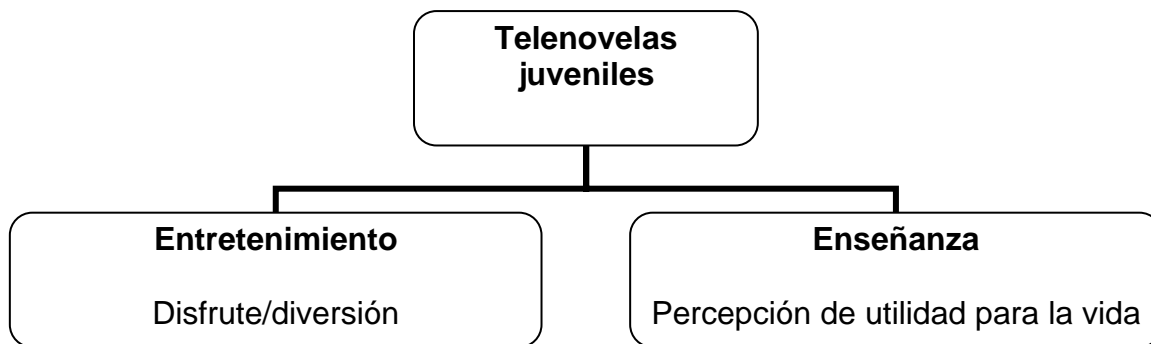 Telenovelas
juveniles
Entretenimiento
Disfrute/diversión
Enseñanza
Percepción de utilidad para la vida